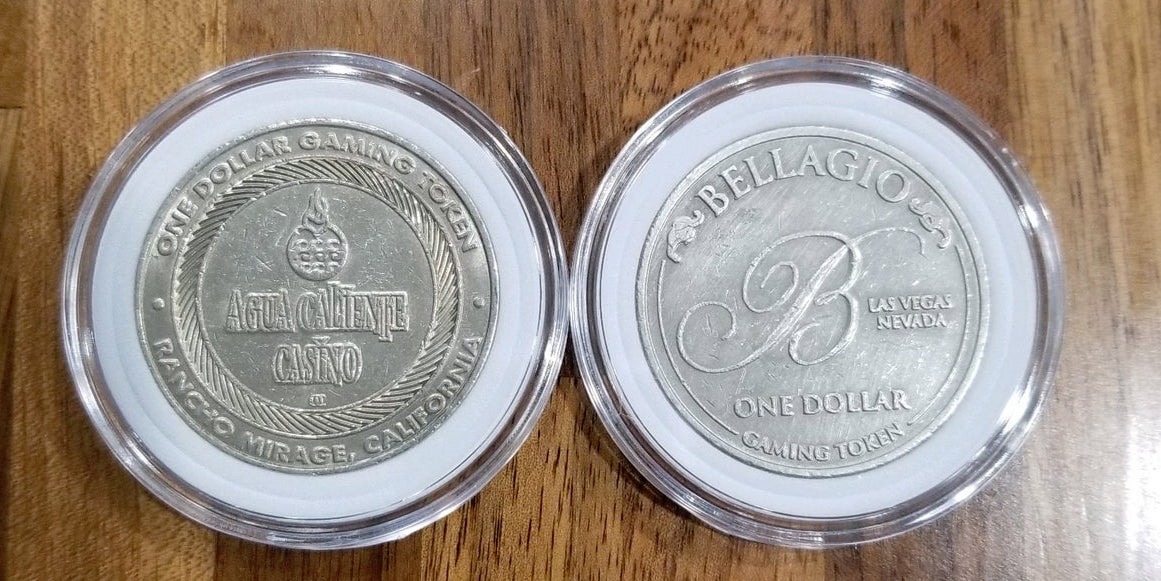 ONE DOLLAR GAMING TOKEN
AGUA CALIENTE
CASINO
RANCHO MIRAGE, CALIFORNIA
BELLAGIO
B
LAS VEGAS
NEVADA
ONE DOLLAR
GAMING TOKEN